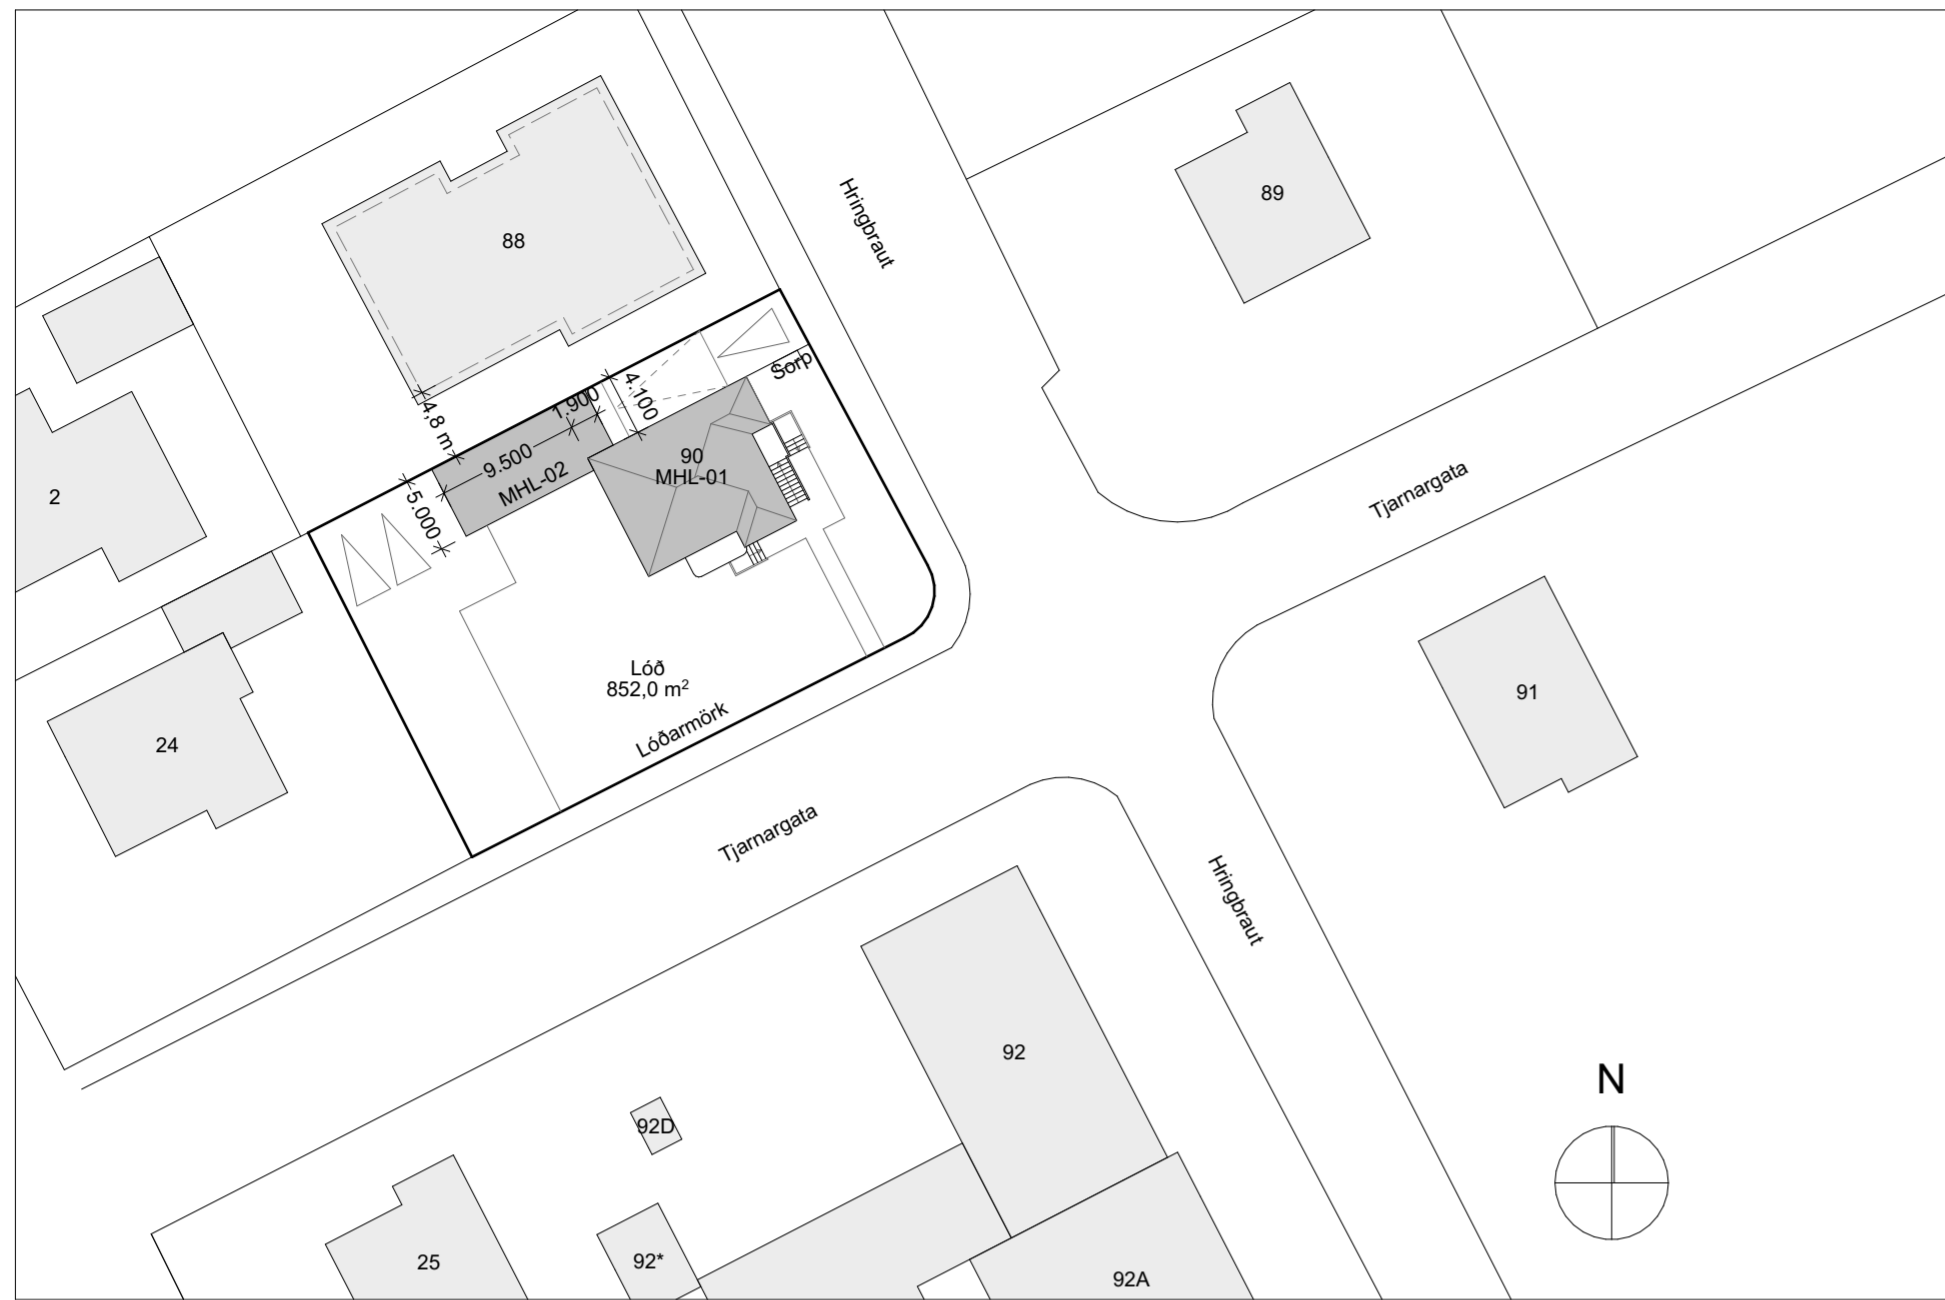 Hringbraut
89
88
Sorp
4.100
1.900
4,8 m
9.500
MHL-02
90
MHL-01
5.000
2
Tjarnargata
Lóð
852,0 m²
Lóðarmörk
24
91
Tjarnargata
Hringbraut
92
N
92D
25
92*
92A